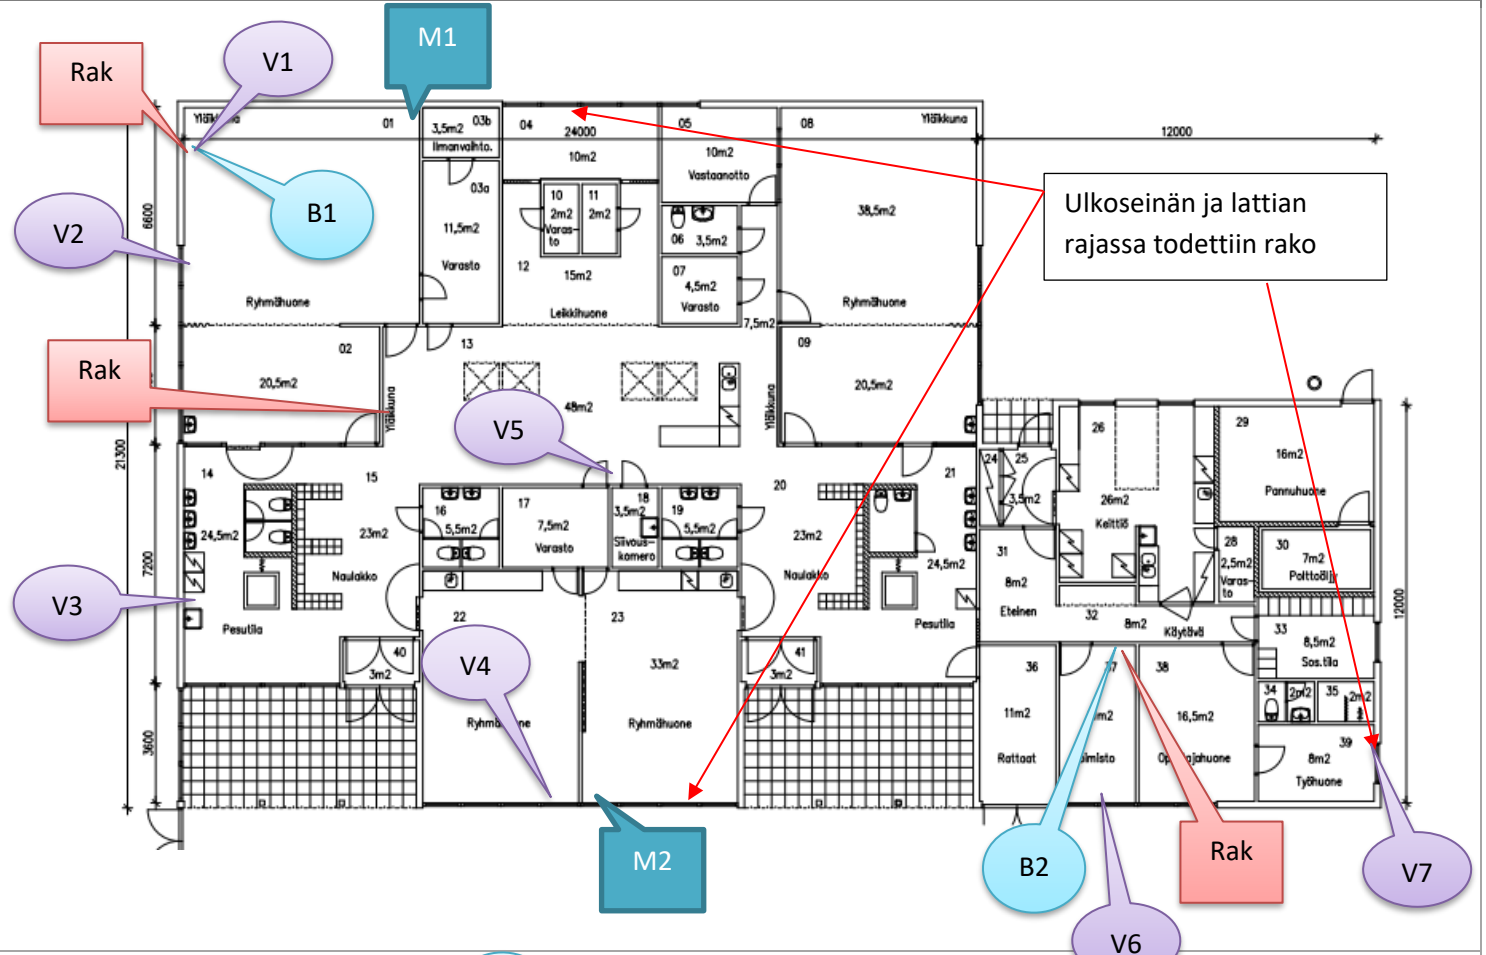 M1
V1
Rak
Yläikkuna
01
3,5m2
03b
Ilmanvaihto.
04
24000
10m2
05
10m2
Vastaanotto
08
Yläikkuna
12000
Ulkoseinän ja lattian
rajassa todettiin rako
B1
V2
6600
03a
11,5m2
Varasto
10
2m2
Varas-
to
11
2m2
06
3,5m2
38,5m2
12
15m2
07
4,5m2
Varasto
Ryhmähuone
Leikkihuone
7,5m2
Ryhmähuone
Rak
02
20,5m2
13
09
20,5m2
Yläikkuna
48m2
Yläikkuna
V5
21300
14
15
20
21
24
25
3,5m2
26
26m2
Keittiö
29
16m2
Pannuhuone
24,5m2
23m2
Naulakko
16
5,5m2
17
7,5m2
Varasto
18
3,5m2
Siivous-
komero
19
5,5m2
23m2
Naulakko
24,5m2
31
8m2
Eteinen
28
2,5m2
Varas-
to
30
7m2
Polttoöljy
7200
V3
Pesutila
22
23
Pesutila
32
8m2
Käytävä
33
8,5m2
Sos.tila
12000
40
3m2
V4
33m2
41
3m2
36
11m2
Rattaat
38
16,5m2
34
2m2
35
2m2
3600
Ryhmähuone
39
8m2
Työhuone
M2
B2
Rak
V7
V6